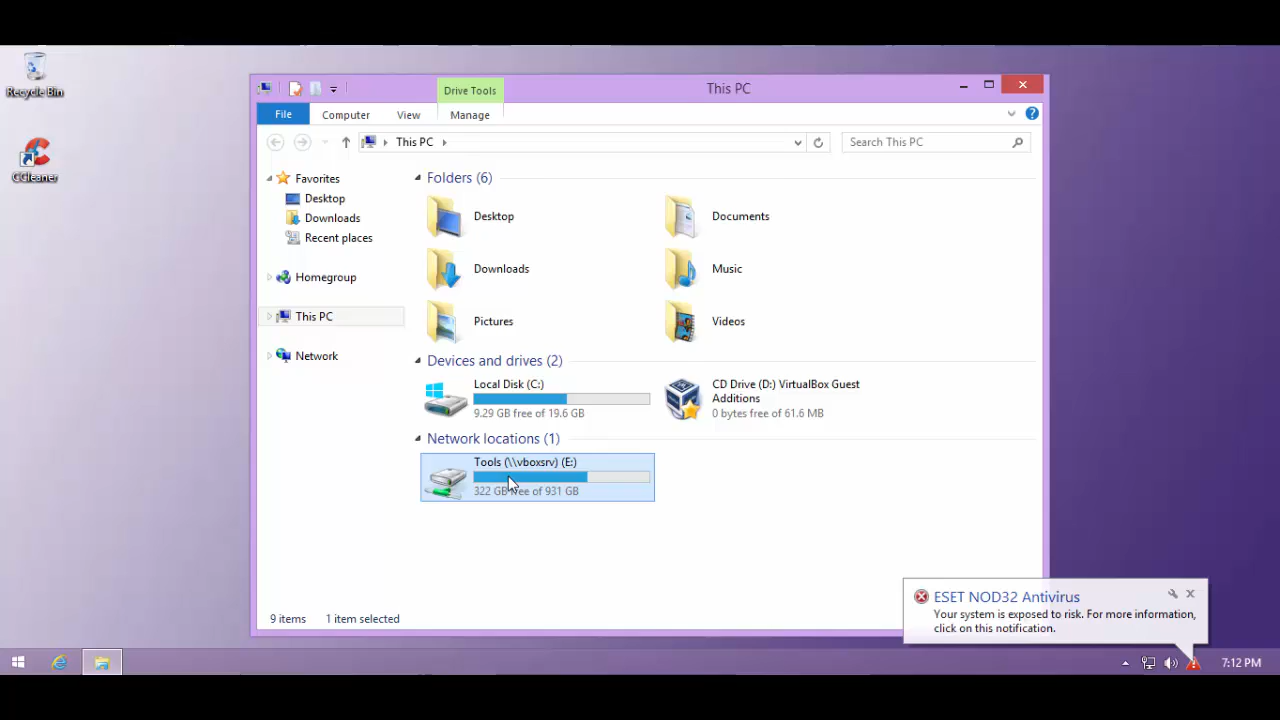 Recycle Bin
CCleaner
Drive Tools
This PC
File
Computer
View
Manage
This PC
Search This PC
Favorites
Desktop
Downloads
Recent places
Homegroup
This PC
Network
Folders (6)
Desktop
Documents
Downloads
Music
Pictures
Videos
Devices and drives (2)
Local Disk (C:)
9.29 GB free of 19.6 GB
CD Drive (D:) VirtualBox Guest
Additions
0 bytes free of 61.6 MB
Network locations (1)
Tools (\\vboxsrv) (E:)
322 GB free of 931 GB
9 items
1 item selected
ESET NOD32 Antivirus
Your system is exposed to risk. For more information,
click on this notification.
7:12 PM